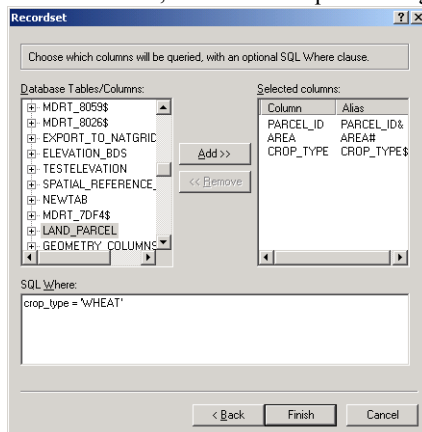 Recordset
Choose which columns will be queried, with an optional SQL Where clause.
Database Tables/Columns:
MDRT_8059$
MDRT_8026$
EXPORT_TO_NATGRID
ELEVATION_BDS
TESTELEVATION
SPATIAL_REFERENCE_
NEWTAB
MDRT_7DF4$
LAND_PARCEL
GEOMETRY_COLUMNS
Add >>
<< Remove
Selected columns:
Column Alias
PARCEL_ID PARCEL_ID&
AREA AREA#
CROP_TYPE CROP_TYPE$
SQL Where:
crop_type = 'WHEAT'
< Back Finish Cancel